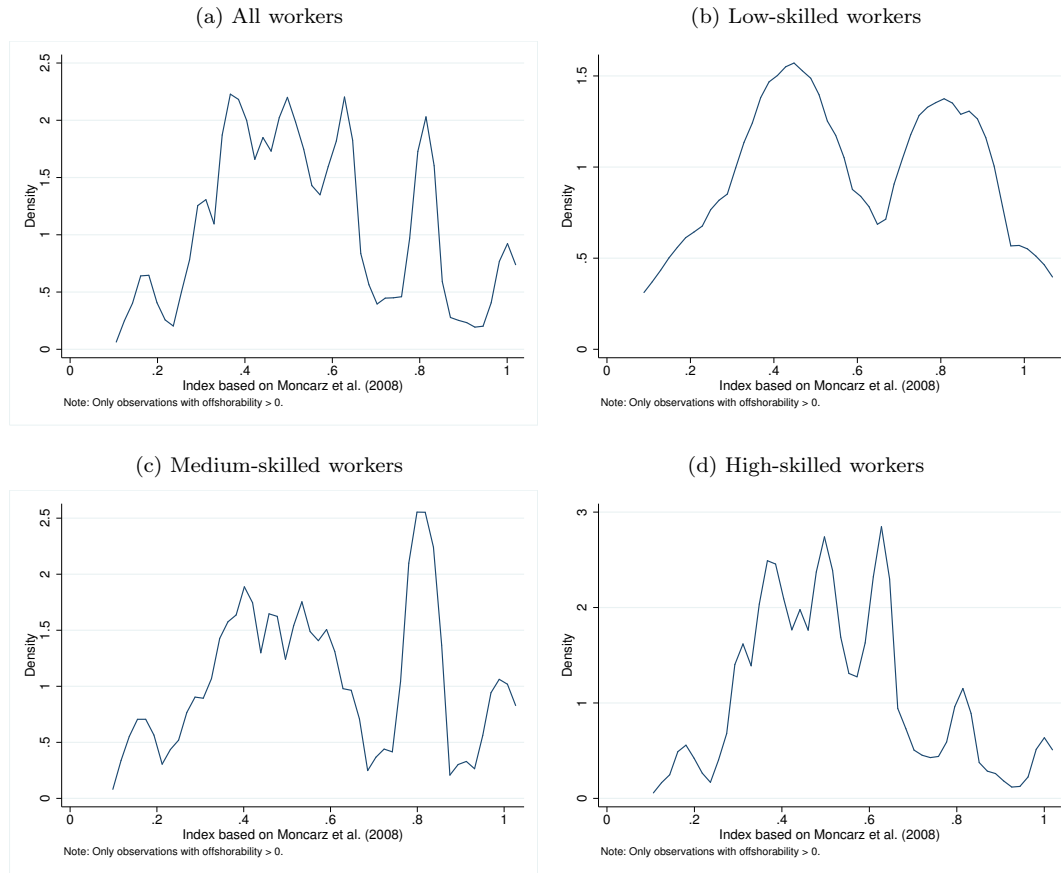 (a) All workers
(b) Low-skilled workers
2.5
2
1.5
1
.5
0
Density
0 .2 .4 .6 .8 1
Index based on Moncarz et al. (2008)
Note: Only observations with offshorability > 0.
1.5
1
.5
0
Density
0 .2 .4 .6 .8 1
Index based on Moncarz et al. (2008)
Note: Only observations with offshorability > 0.
(c) Medium-skilled workers
(d) High-skilled workers
2.5
2
1.5
1
.5
0
Density
0 .2 .4 .6 .8 1
Index based on Moncarz et al. (2008)
Note: Only observations with offshorability > 0.
3
2
1
0
Density
0 .2 .4 .6 .8 1
Index based on Moncarz et al. (2008)
Note: Only observations with offshorability > 0.